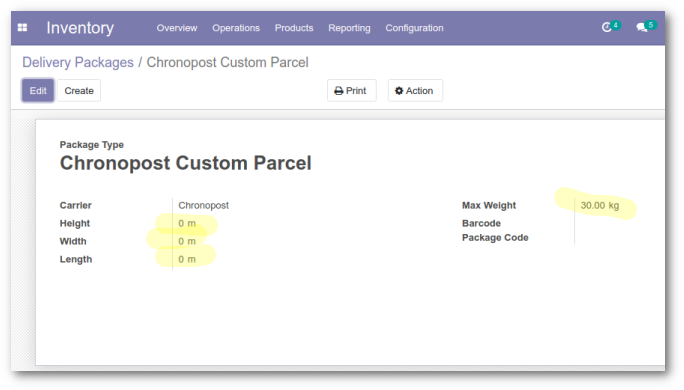 Inventory Overview Operations Products Reporting Configuration 4 5
Delivery Packages / Chronopost Custom Parcel
Edit Create Print Action
Package Type
Chronopost Custom Parcel
Carrier Chronopost Max Weight 30.00 kg
Height 0 m Barcode
Width 0 m Package Code
Length 0 m